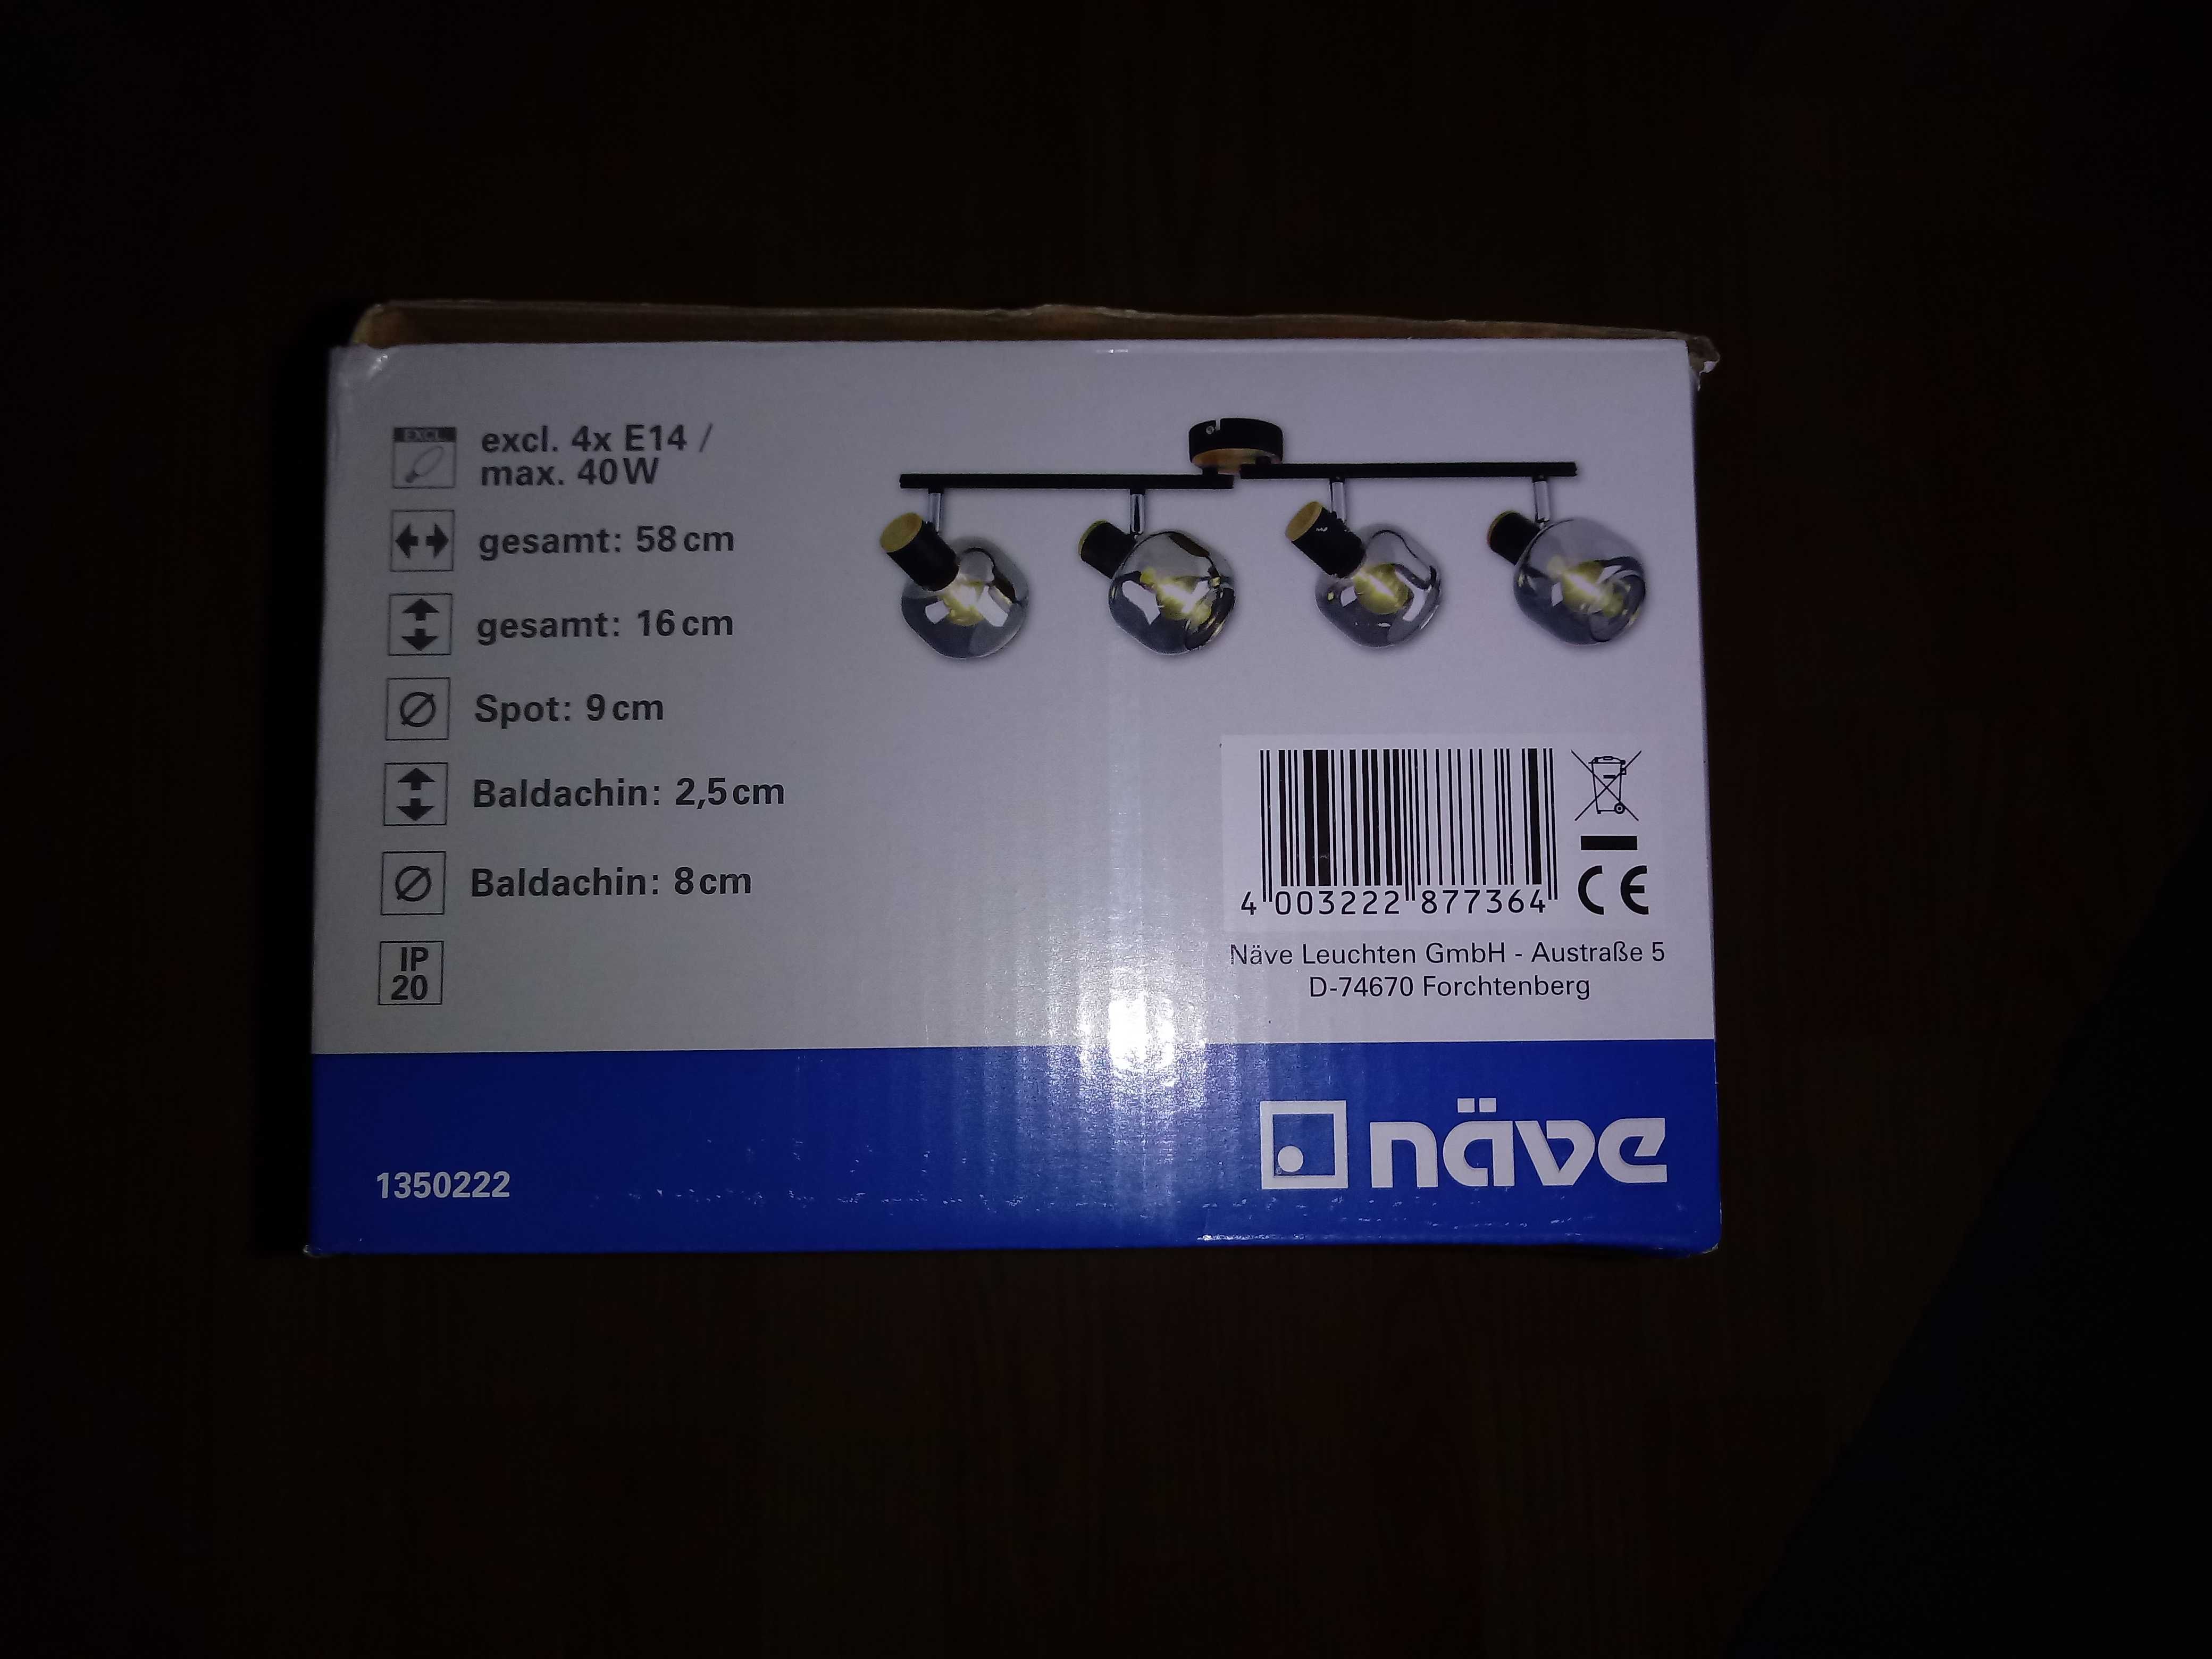 EXCL.
excl. 4x E14 /
max. 40W
gesamt: 58cm
gesamt: 16cm
Spot: 9cm
Baldachin: 2,5cm
Baldachin: 8cm
IP
20
4 003222 877364
CE
Näve Leuchten GmbH - Austraße 5
D-74670 Forchtenberg
1350222
näve